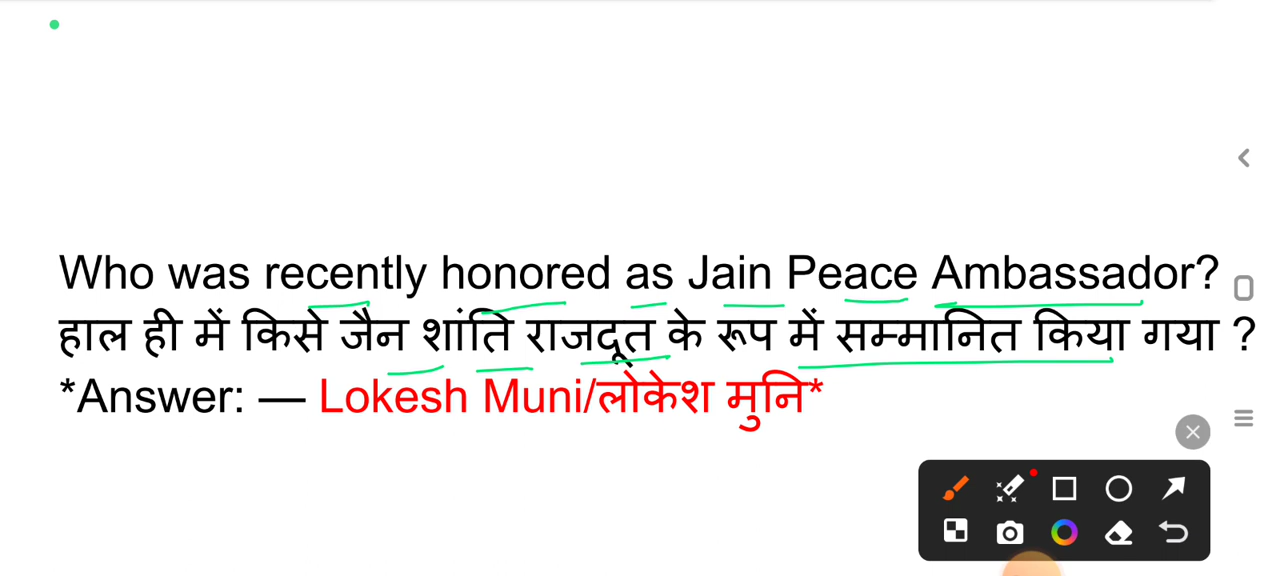 Who was recently honored as Jain Peace Ambassador?
हाल ही में किसे जैन शांति राजदूत के रूप में सम्मानित किया गया ?
*Answer: — Lokesh Muni/लोकेश मुनि*